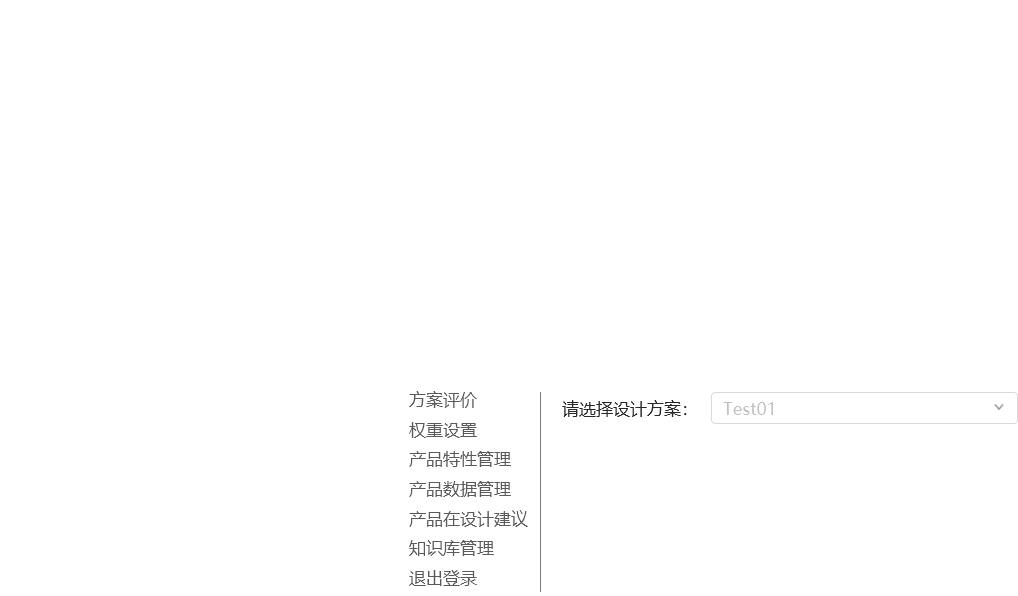 方案评价
权重设置
产品特性管理
产品数据管理
产品在设计建议
知识库管理
退出登录
请选择设计方案：
Test01